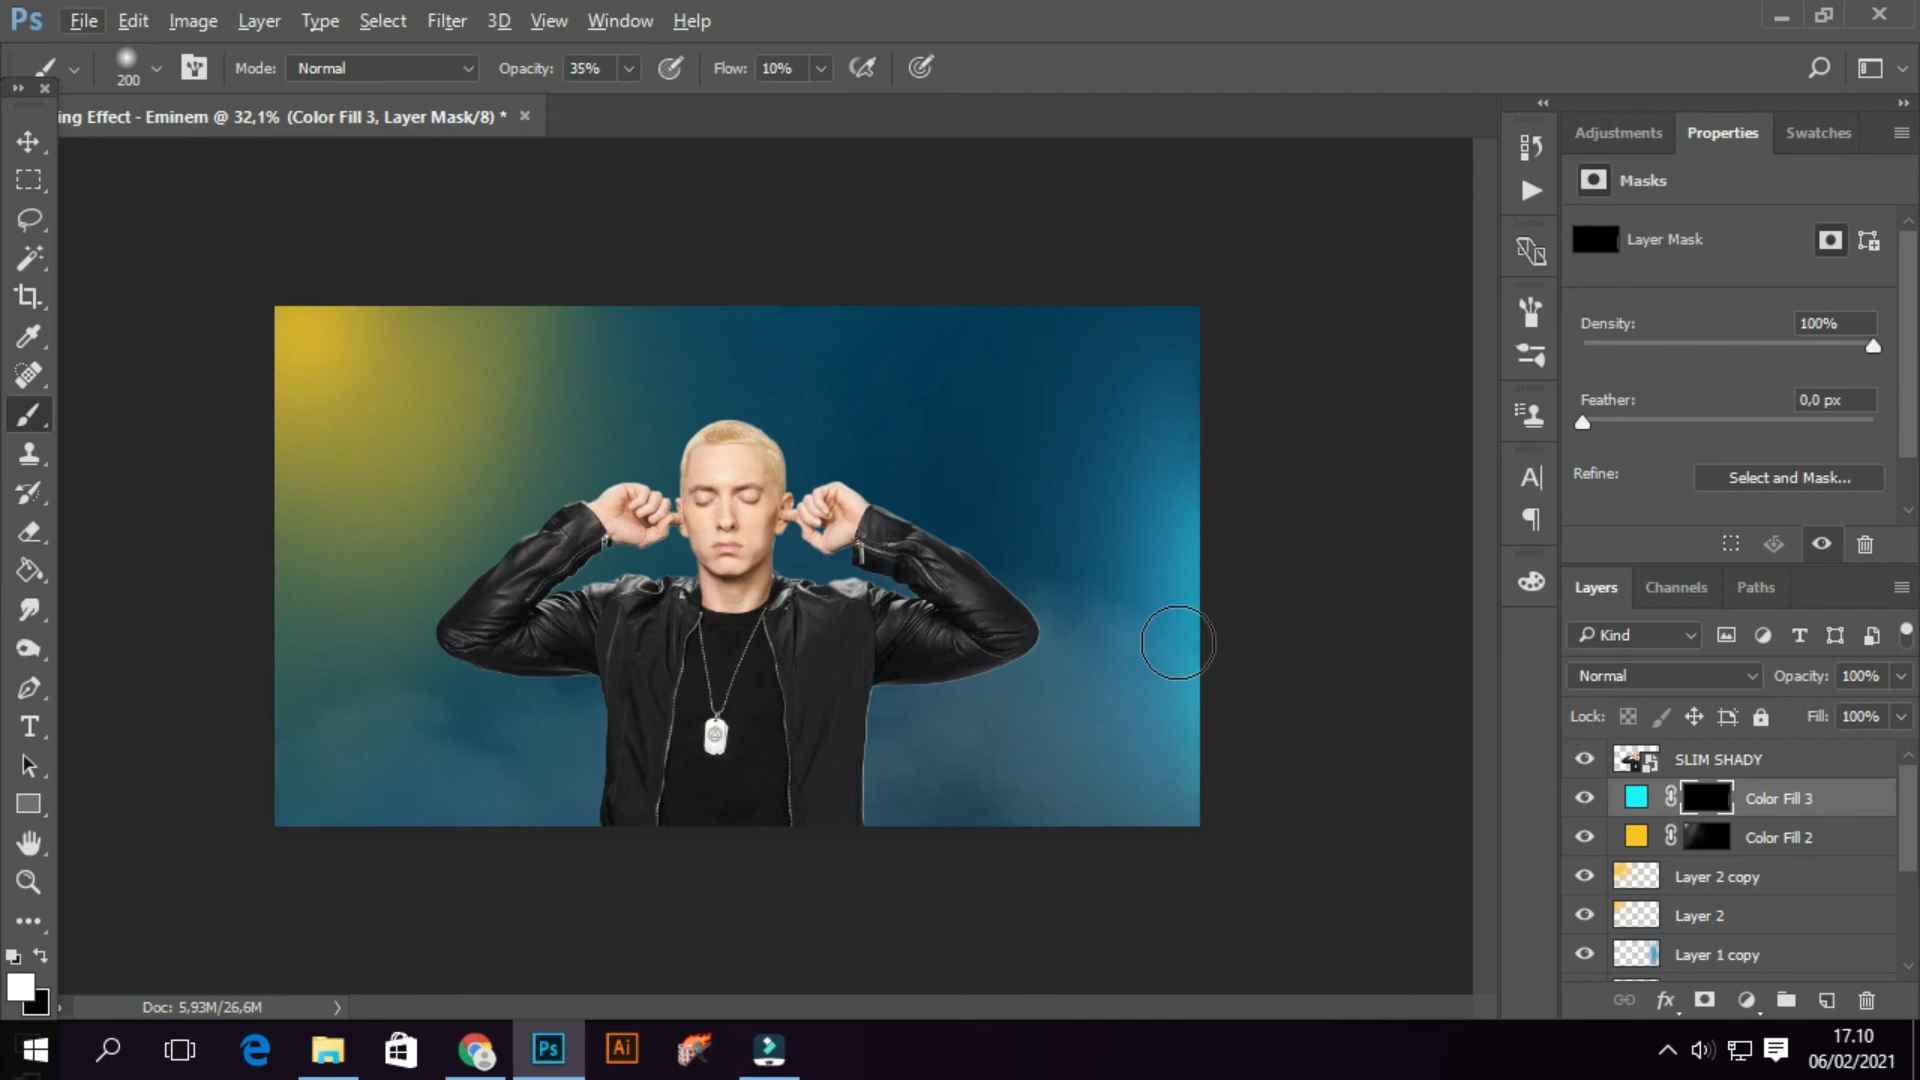 Ps File Edit Image Layer Type Select Filter 3D View Window Help
200 Mode: Normal Opacity: 35% Flow: 10%
ing Effect - Eminem @ 32,1% (Color Fill 3, Layer Mask/8) * ×
Adjustments Properties Swatches
Masks
Layer Mask
Density: 100%
Feather: 0,0 px
Refine: Select and Mask...
Layers Channels Paths
Kind
Normal Opacity: 100%
Lock: Fill: 100%
SLIM SHADY
Color Fill 3
Color Fill 2
Layer 2 copy
Layer 2
Layer 1 copy
Doc: 5,93M/26,6M
Ps Ai
17.10
06/02/2021